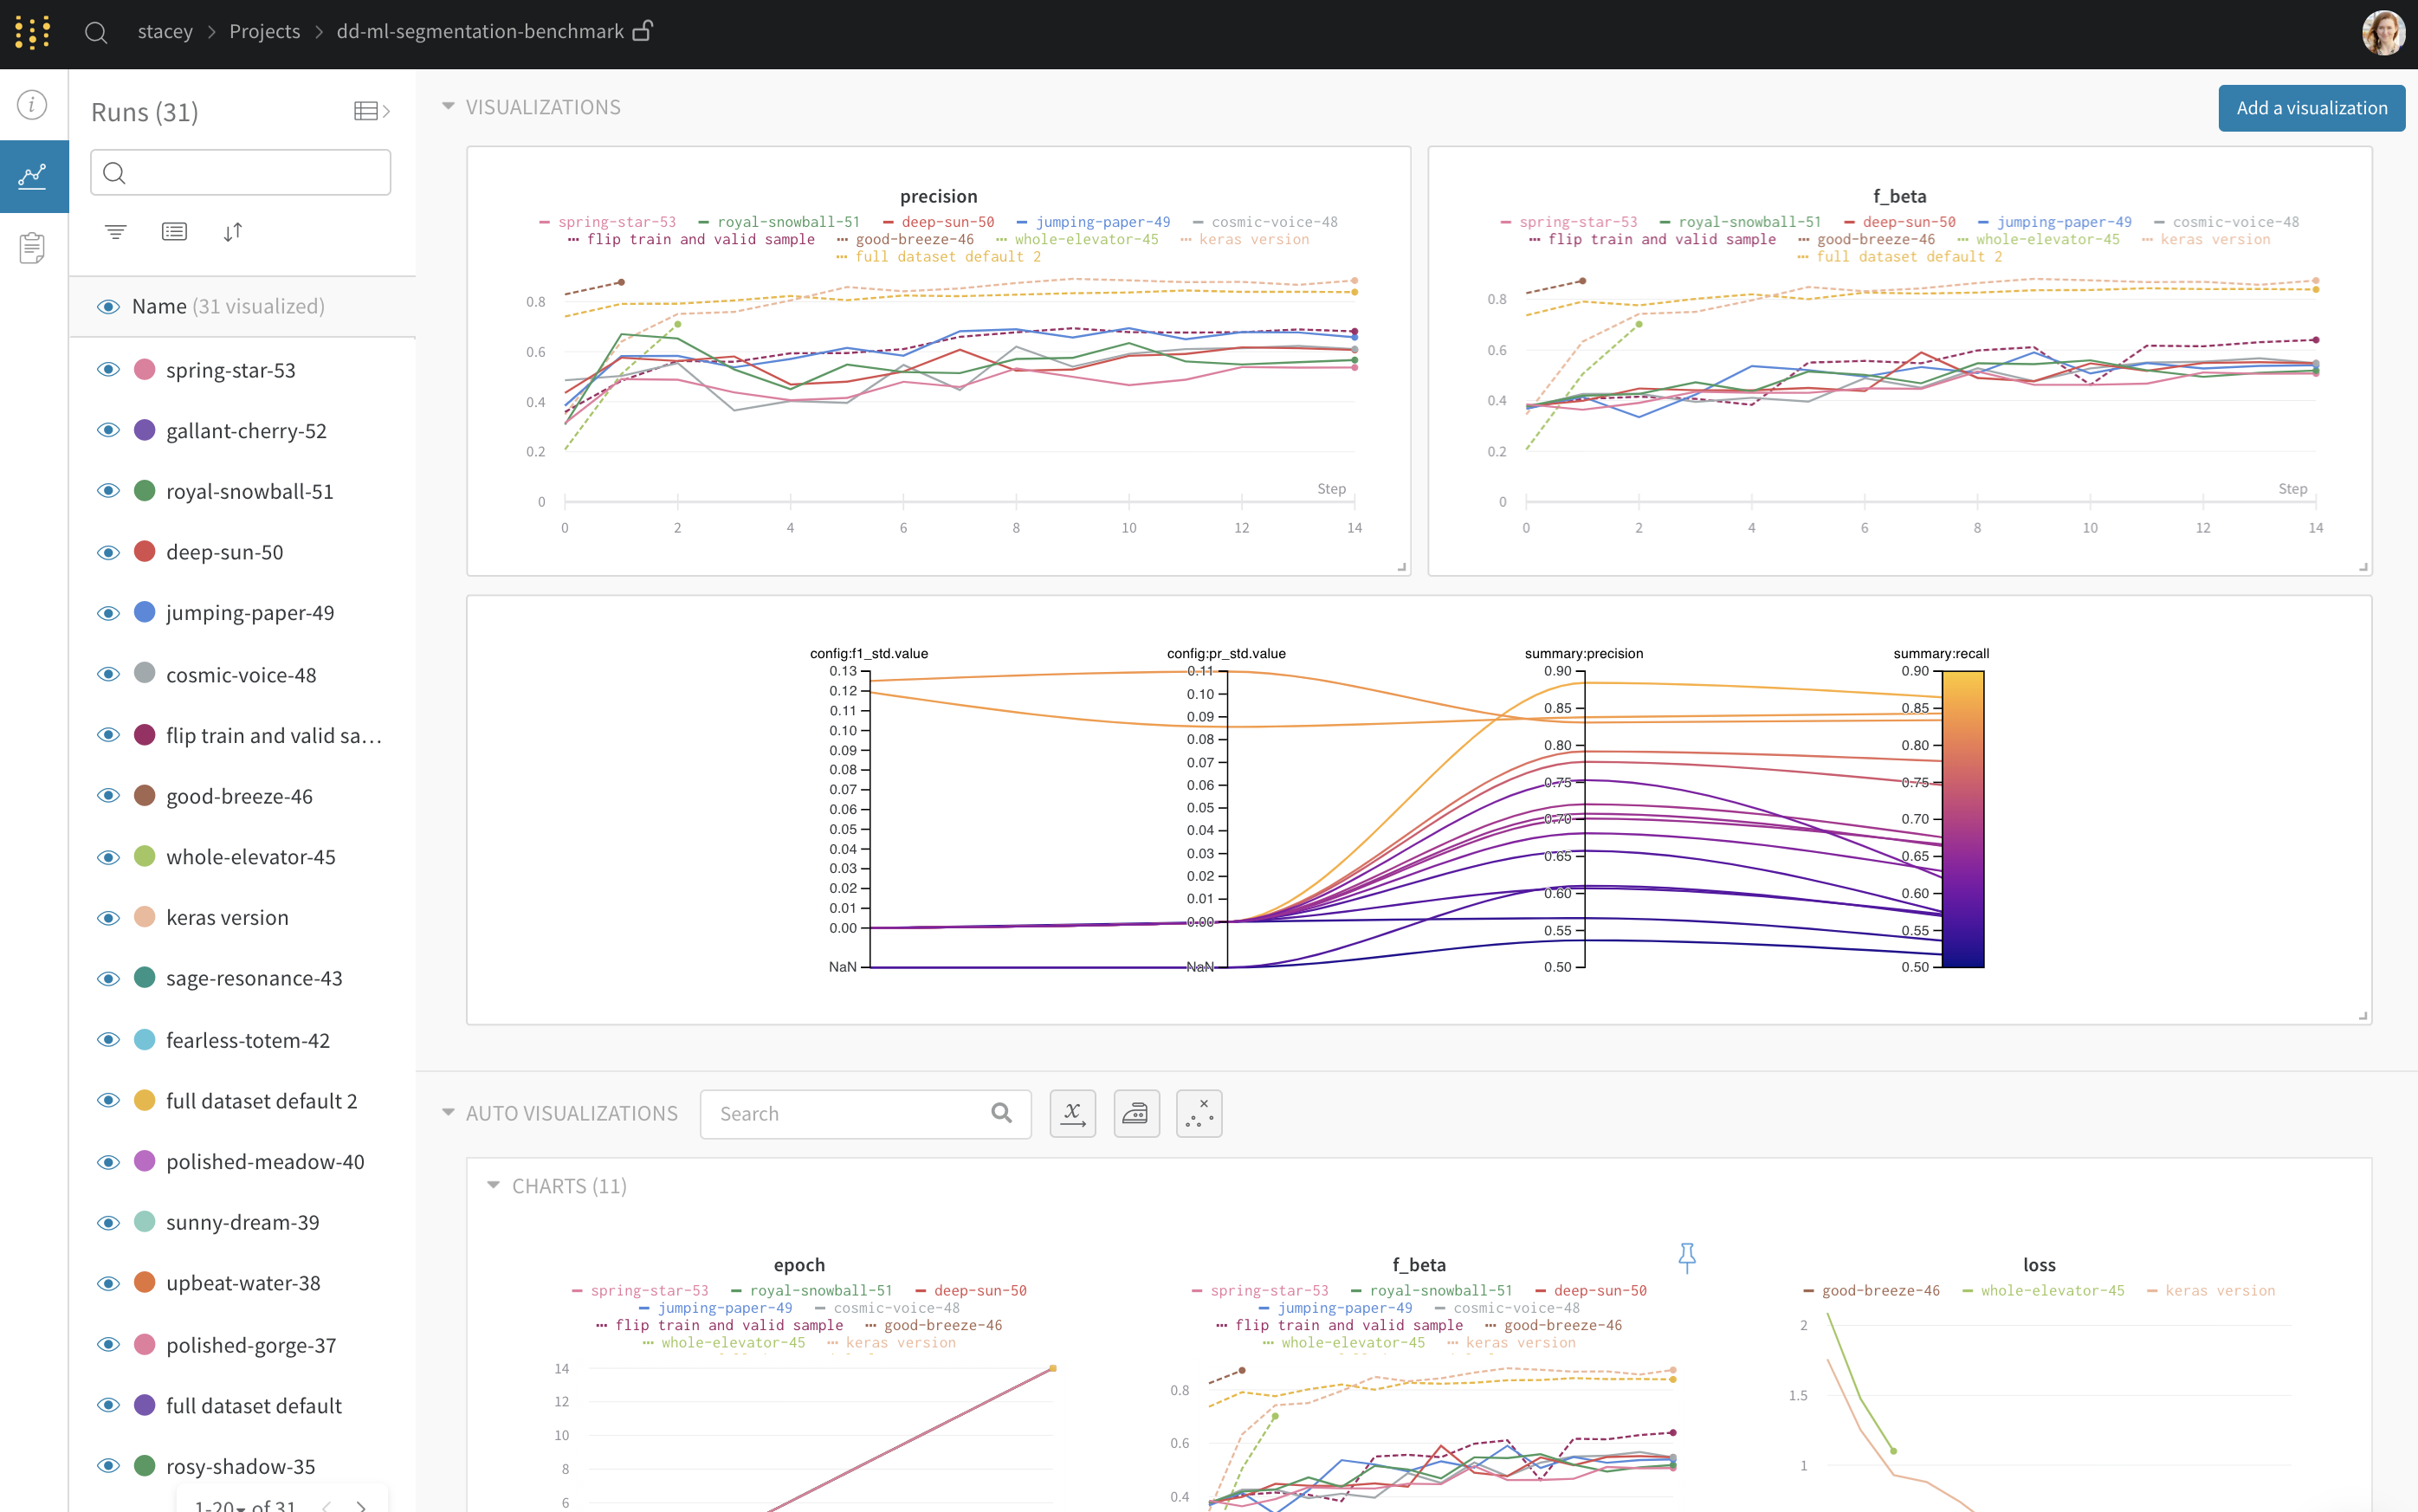 stacey > Projects > dd-ml-segmentation-benchmark
Runs (31)
Name (31 visualized)
spring-star-53
gallant-cherry-52
royal-snowball-51
deep-sun-50
jumping-paper-49
cosmic-voice-48
flip train and valid sa...
good-breeze-46
whole-elevator-45
keras version
sage-resonance-43
fearless-totem-42
full dataset default 2
polished-meadow-40
sunny-dream-39
upbeat-water-38
polished-gorge-37
full dataset default
rosy-shadow-35
1-20 of 31
VISUALIZATIONS
Add a visualization
precision
spring-star-53 royal-snowball-51 deep-sun-50 jumping-paper-49 cosmic-voice-48
flip train and valid sample good-breeze-46 whole-elevator-45 keras version
full dataset default 2
0.8
0.6
0.4
0.2
0
Step
0 2 4 6 8 10 12 14
f_beta
spring-star-53 royal-snowball-51 deep-sun-50 jumping-paper-49 cosmic-voice-48
flip train and valid sample good-breeze-46 whole-elevator-45 keras version
full dataset default 2
0.8
0.6
0.4
0.2
0
Step
0 2 4 6 8 10 12 14
config:f1_std.value
0.13
0.12
0.11
0.10
0.09
0.08
0.07
0.06
0.05
0.04
0.03
0.02
0.01
0.00
NaN
config:pr_std.value
0.11
0.10
0.09
0.08
0.07
0.06
0.05
0.04
0.03
0.02
0.01
0.00
NaN
summary:precision
0.90
0.85
0.80
0.75
0.70
0.65
0.60
0.55
0.50
summary:recall
0.90
0.85
0.80
0.75
0.70
0.65
0.60
0.55
0.50
AUTO VISUALIZATIONS
Search
x
CHARTS (11)
epoch
spring-star-53 royal-snowball-51 deep-sun-50
jumping-paper-49 cosmic-voice-48
flip train and valid sample good-breeze-46
whole-elevator-45 keras version
14
12
10
8
6
f_beta
spring-star-53 royal-snowball-51 deep-sun-50
jumping-paper-49 cosmic-voice-48
flip train and valid sample good-breeze-46
whole-elevator-45 keras version
0.8
0.6
0.4
loss
good-breeze-46 whole-elevator-45 keras version
2
1.5
1